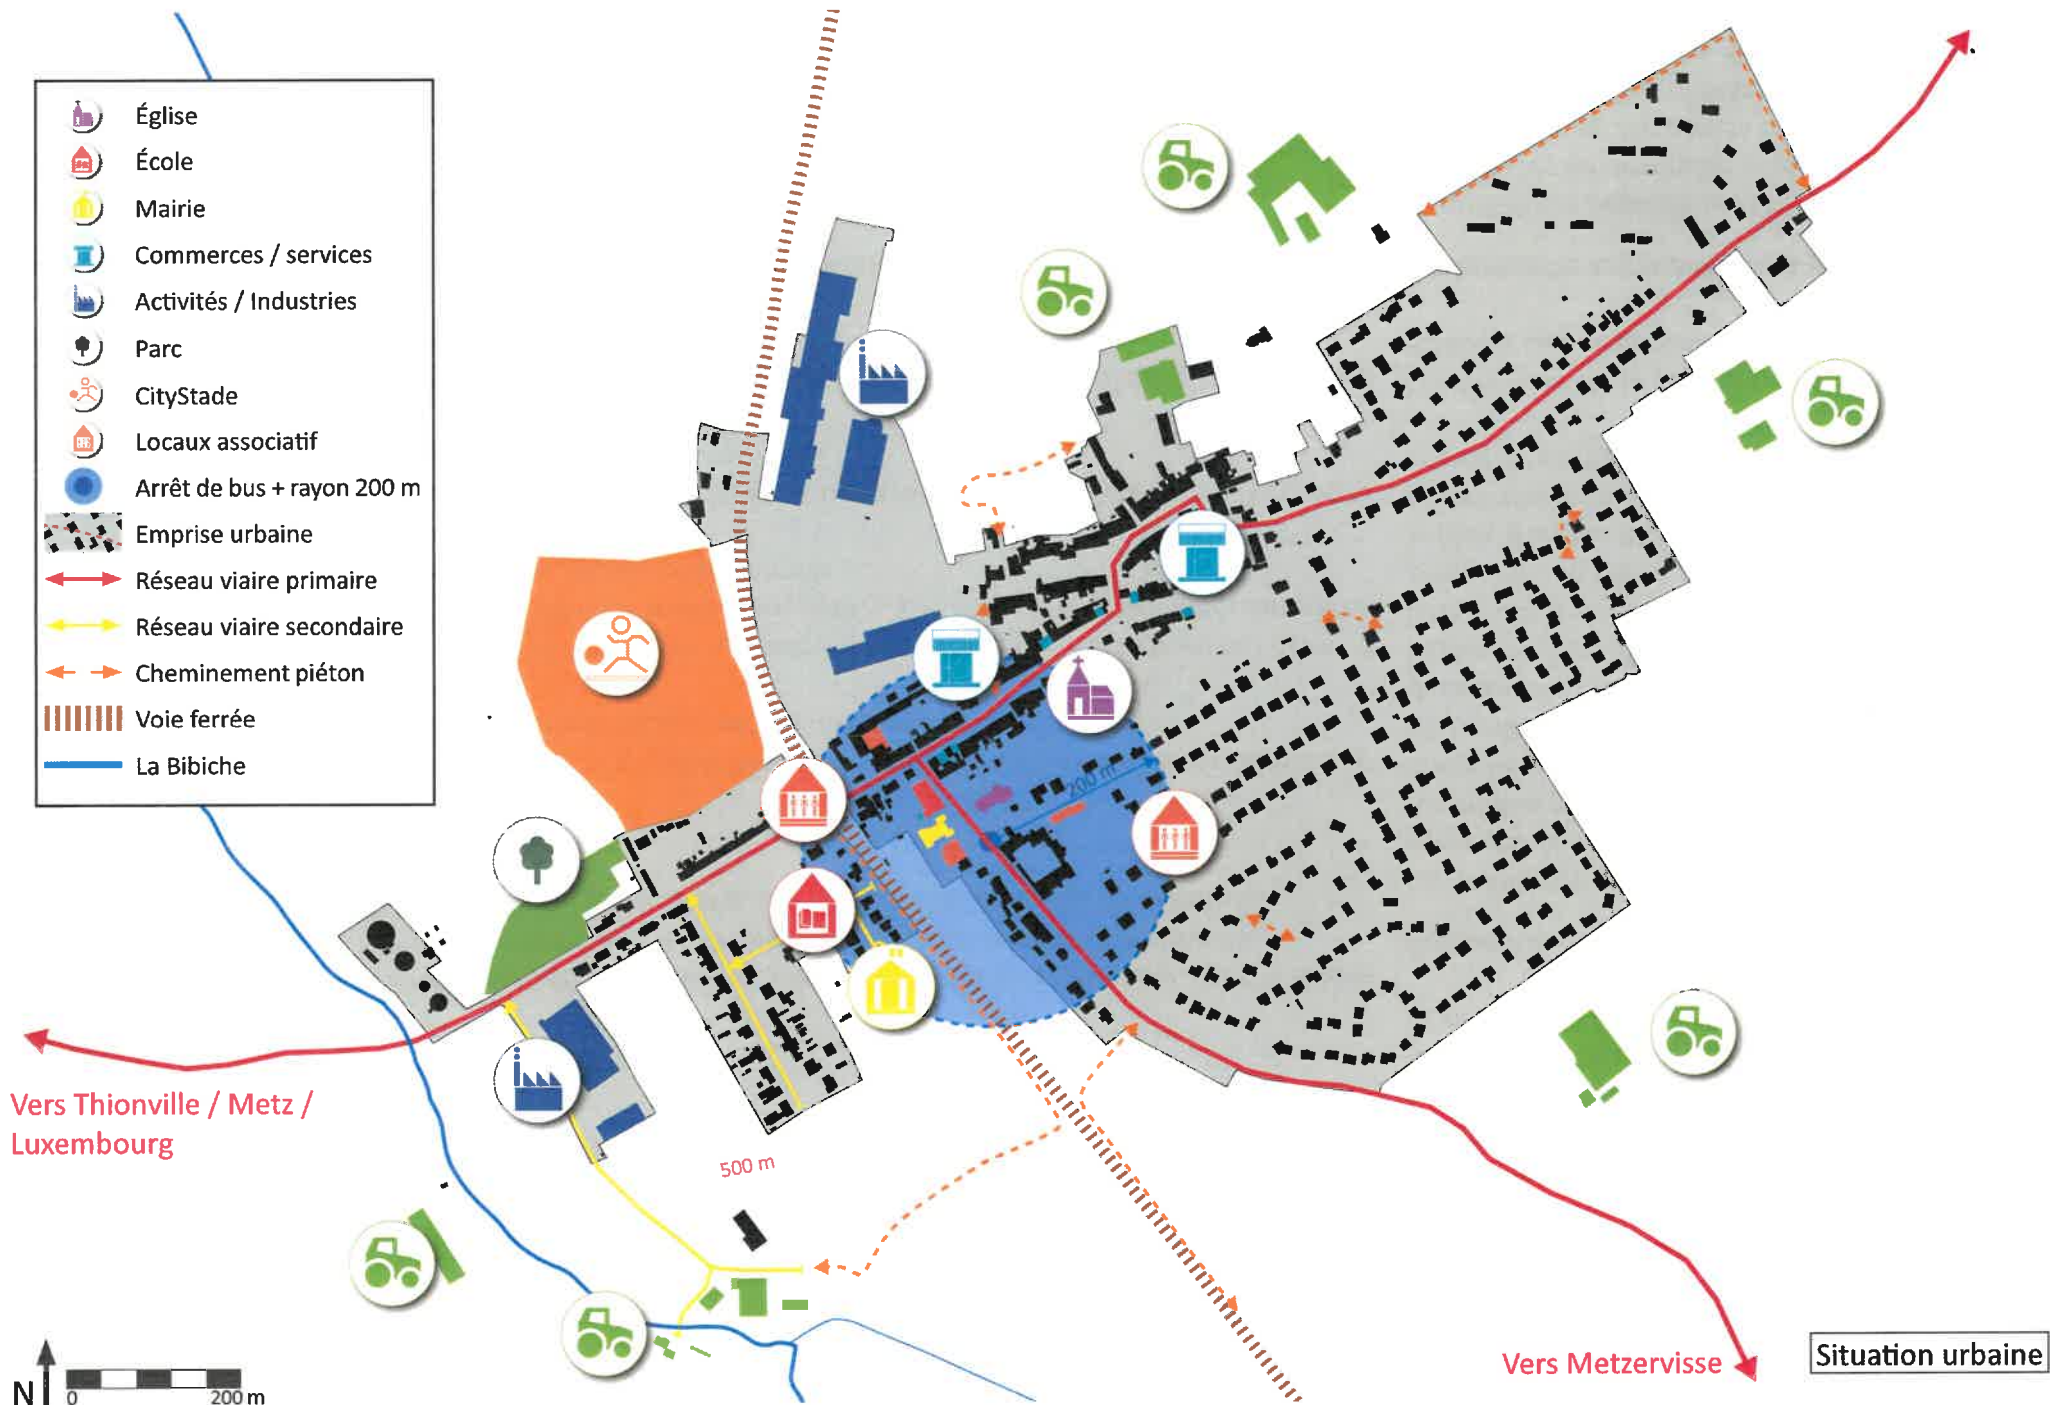 Église
École
Mairie
Commerces / services
Activités / Industries
Parc
CityStade
Locaux associatif
Arrêt de bus + rayon 200 m
Emprise urbaine
Réseau viaire primaire
Réseau viaire secondaire
Cheminement piéton
Voie ferrée
La Bibiche
200 m
Vers Thionville / Metz /
Luxembourg
500 m
Vers Metzervisse
Situation urbaine
N
0 200 m